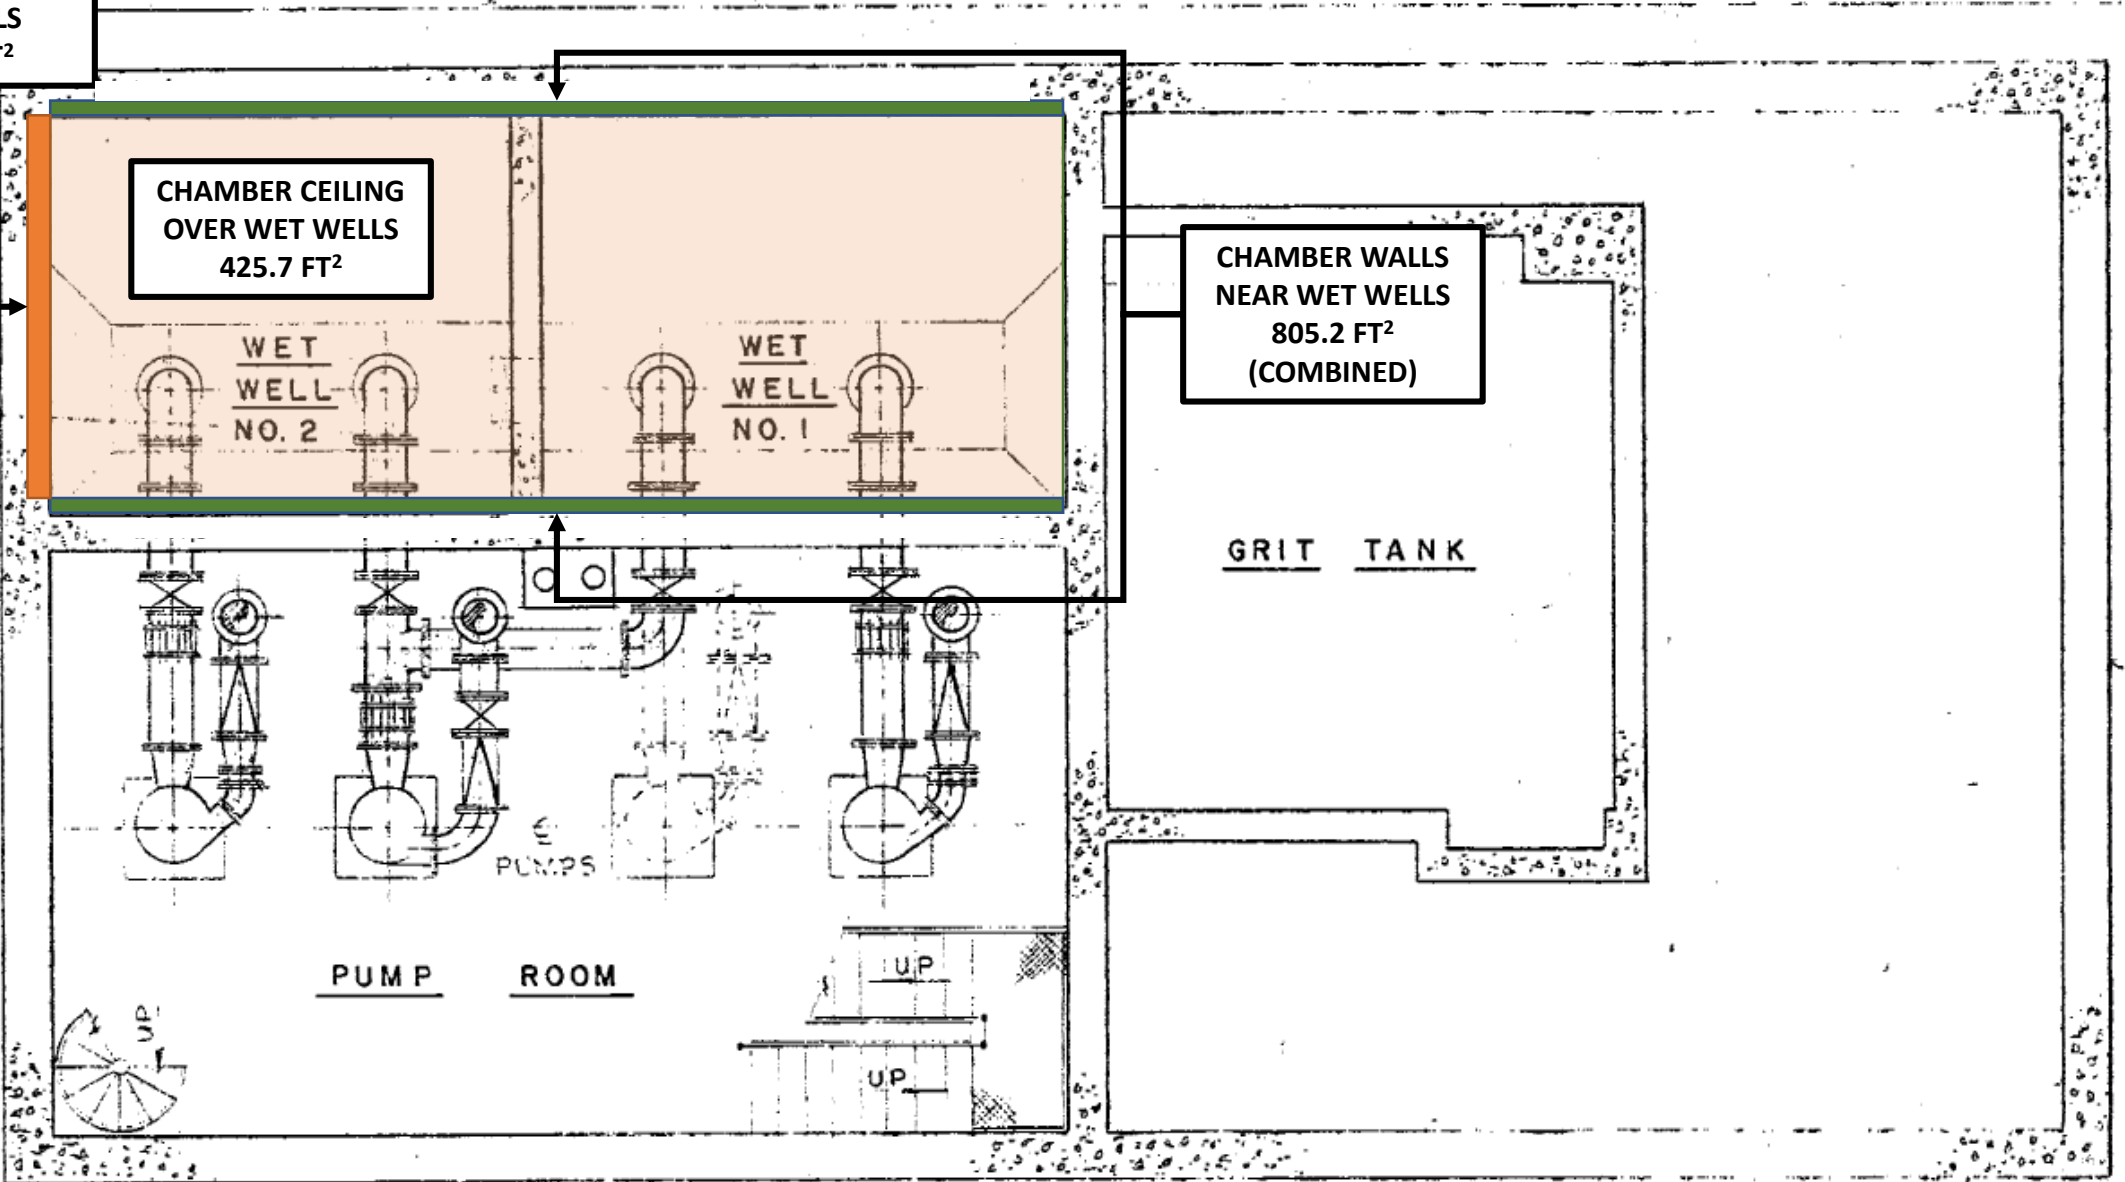 CHAMBER CEILING
OVER WET WELLS
425.7 FT²
CHAMBER WALLS
NEAR WET WELLS
805.2 FT²
(COMBINED)
WET
WELL
NO. 2
WET
WELL
NO. 1
GRIT TANK
PUMPS
PUMP ROOM
UP
UP
UP